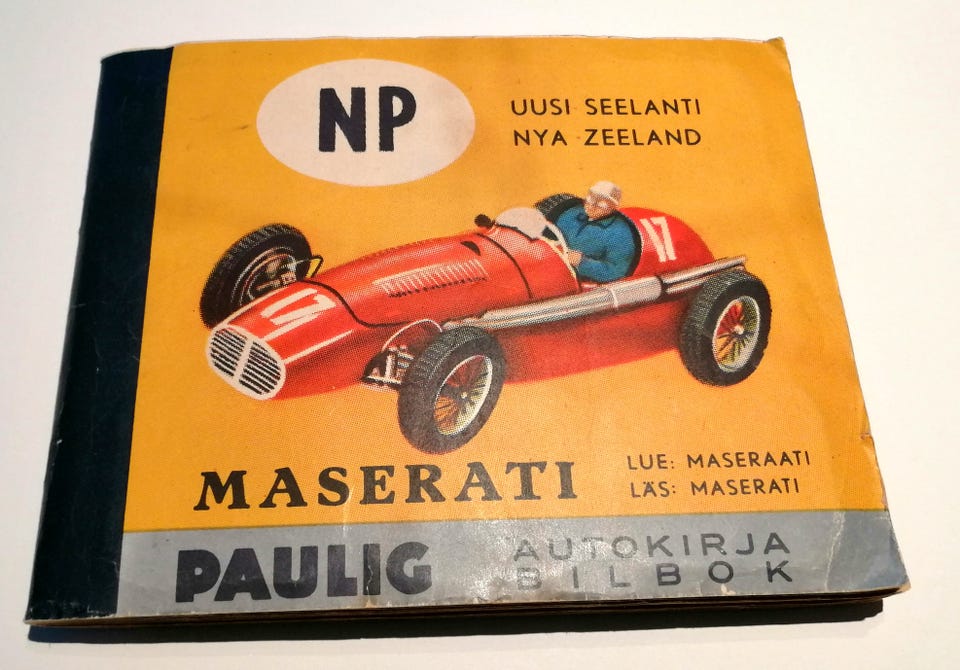 NP
UUSI SEELANTI
NYA ZEELAND
17
17
MASERATI
LUE: MASERAATI
LÄS: MASERATI
PAULIG
AUTOKIRJA
BILBOK